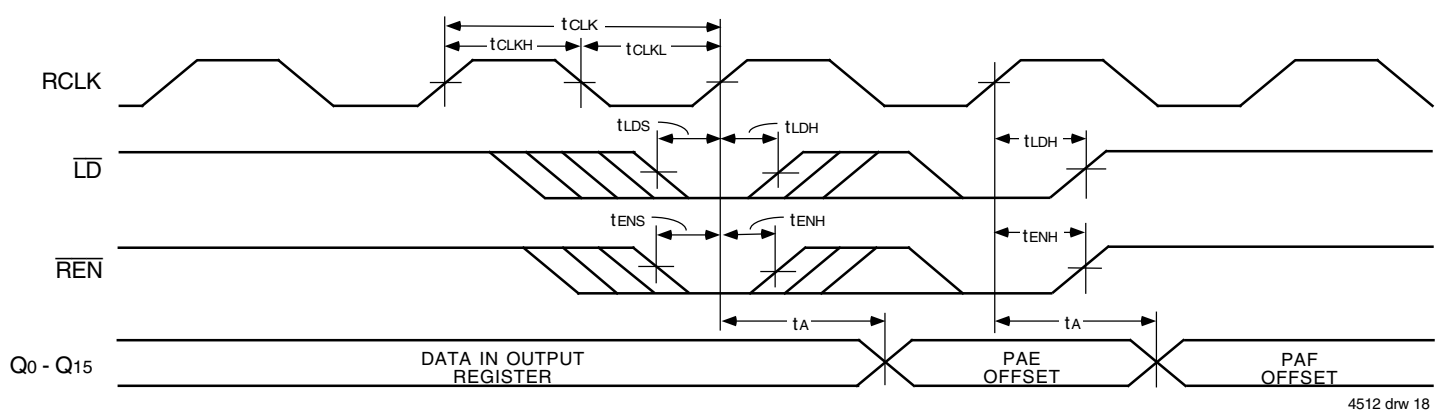 tCLK
tCLKH tCLKL
RCLK
tLDS tLDH tLDH
LD
tENS tENH tENH
REN
tA tA
Q0 - Q15 DATA IN OUTPUT REGISTER PAE OFFSET PAF OFFSET
4512 drw 18